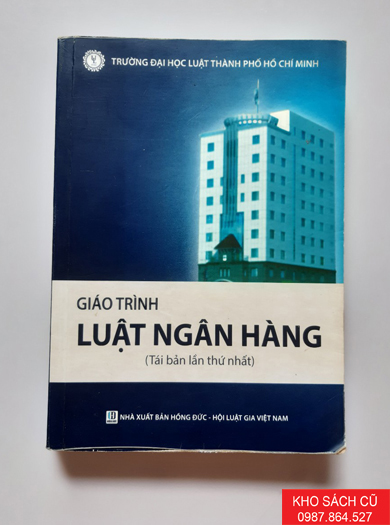 TRƯỜNG ĐẠI HỌC LUẬT THÀNH PHỐ HỒ CHÍ MINH
GIÁO TRÌNH
LUẬT NGÂN HÀNG
(Tái bản lần thứ nhất)
NHÀ XUẤT BẢN HỒNG ĐỨC - HỘI LUẬT GIA VIỆT NAM
KHO SÁCH CŨ
0987.864.527